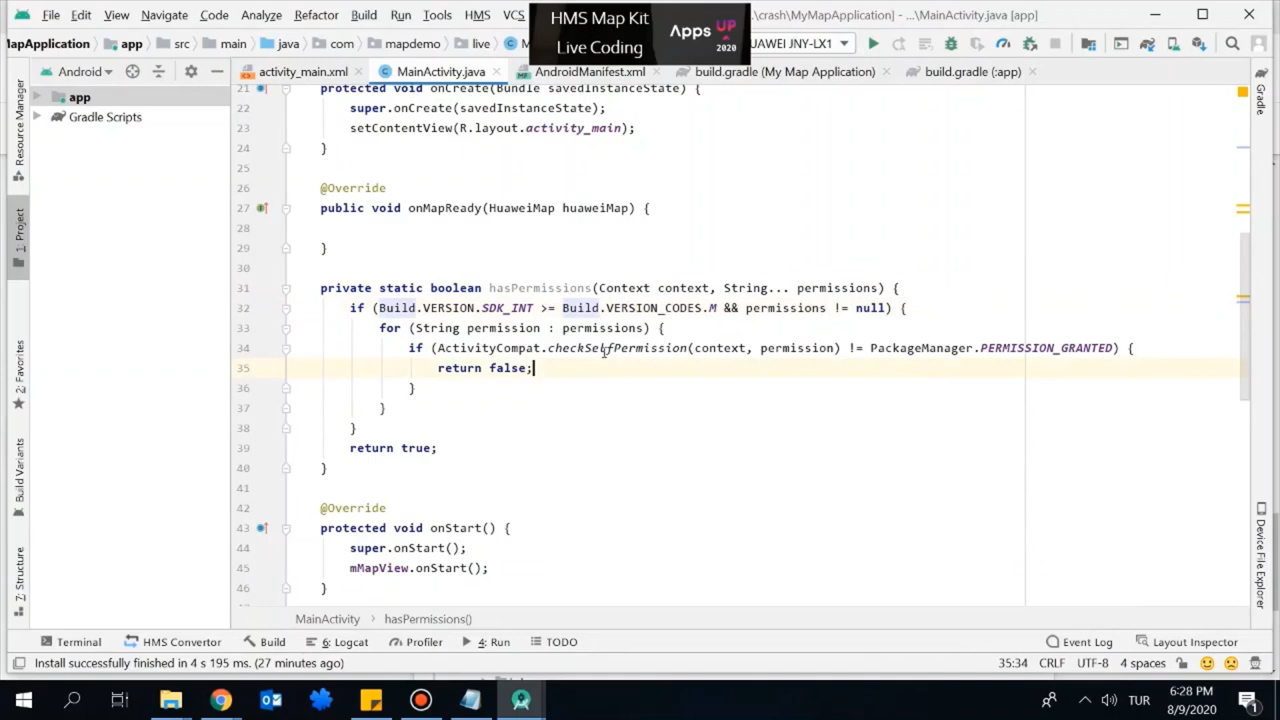 File Edit View Navigate Code Analyze Refactor Build Run Tools HMS VCS
\crash\MyMapApplication] - ...\MainActivity.java [app]
HMS Map Kit
Live Coding
Apps UP
2020
MapApplication app src main java com mapdemo live
HUAWEI JNY-LX1
Android
activity_main.xml
MainActivity.java
AndroidManifest.xml
build.gradle (My Map Application)
build.gradle (:app)
app
Gradle Scripts
Resource Manager
1: Project
2: Favorites
Build Variants
7: Structure
Gradle
Device File Explorer
21 protected void onCreate(Bundle savedInstanceState) {
22 super.onCreate(savedInstanceState);
23 setContentView(R.layout.activity_main);
24 }
25
26 @Override
27 public void onMapReady(HuaweiMap huaweiMap) {
28
29 }
30
31 private static boolean hasPermissions(Context context, String... permissions) {
32 if (Build.VERSION.SDK_INT >= Build.VERSION_CODES.M && permissions != null) {
33 for (String permission : permissions) {
34 if (ActivityCompat.checkSelfPermission(context, permission) != PackageManager.PERMISSION_GRANTED) {
35 return false;
36 }
37 }
38 }
39 return true;
40 }
41
42 @Override
43 protected void onStart() {
44 super.onStart();
45 mMapView.onStart();
46 }
MainActivity hasPermissions()
Terminal HMS Convertor Build 6: Logcat Profiler 4: Run TODO Event Log Layout Inspector
Install successfully finished in 4 s 195 ms. (27 minutes ago) 35:34 CRLF UTF-8 4 spaces
TUR
6:28 PM
8/9/2020
1